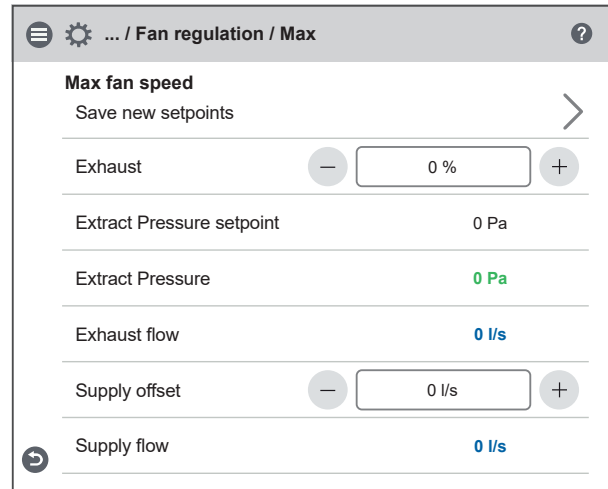 ... / Fan regulation / Max ?
Max fan speed
Save new setpoints
Exhaust − 0 % +
Extract Pressure setpoint 0 Pa
Extract Pressure 0 Pa
Exhaust flow 0 l/s
Supply offset − 0 l/s +
Supply flow 0 l/s